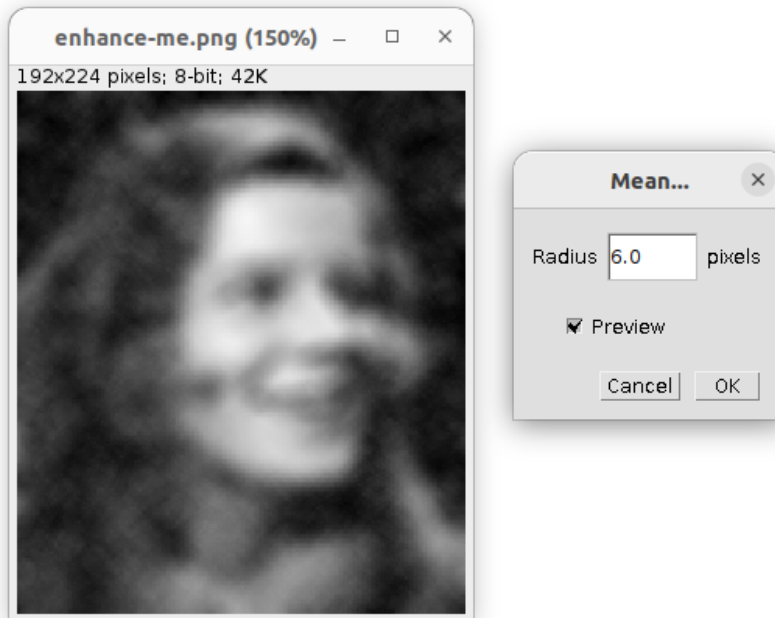 enhance-me.png (150%)
192x224 pixels; 8-bit; 42K
Mean...
Radius 6.0 pixels
Preview
Cancel OK